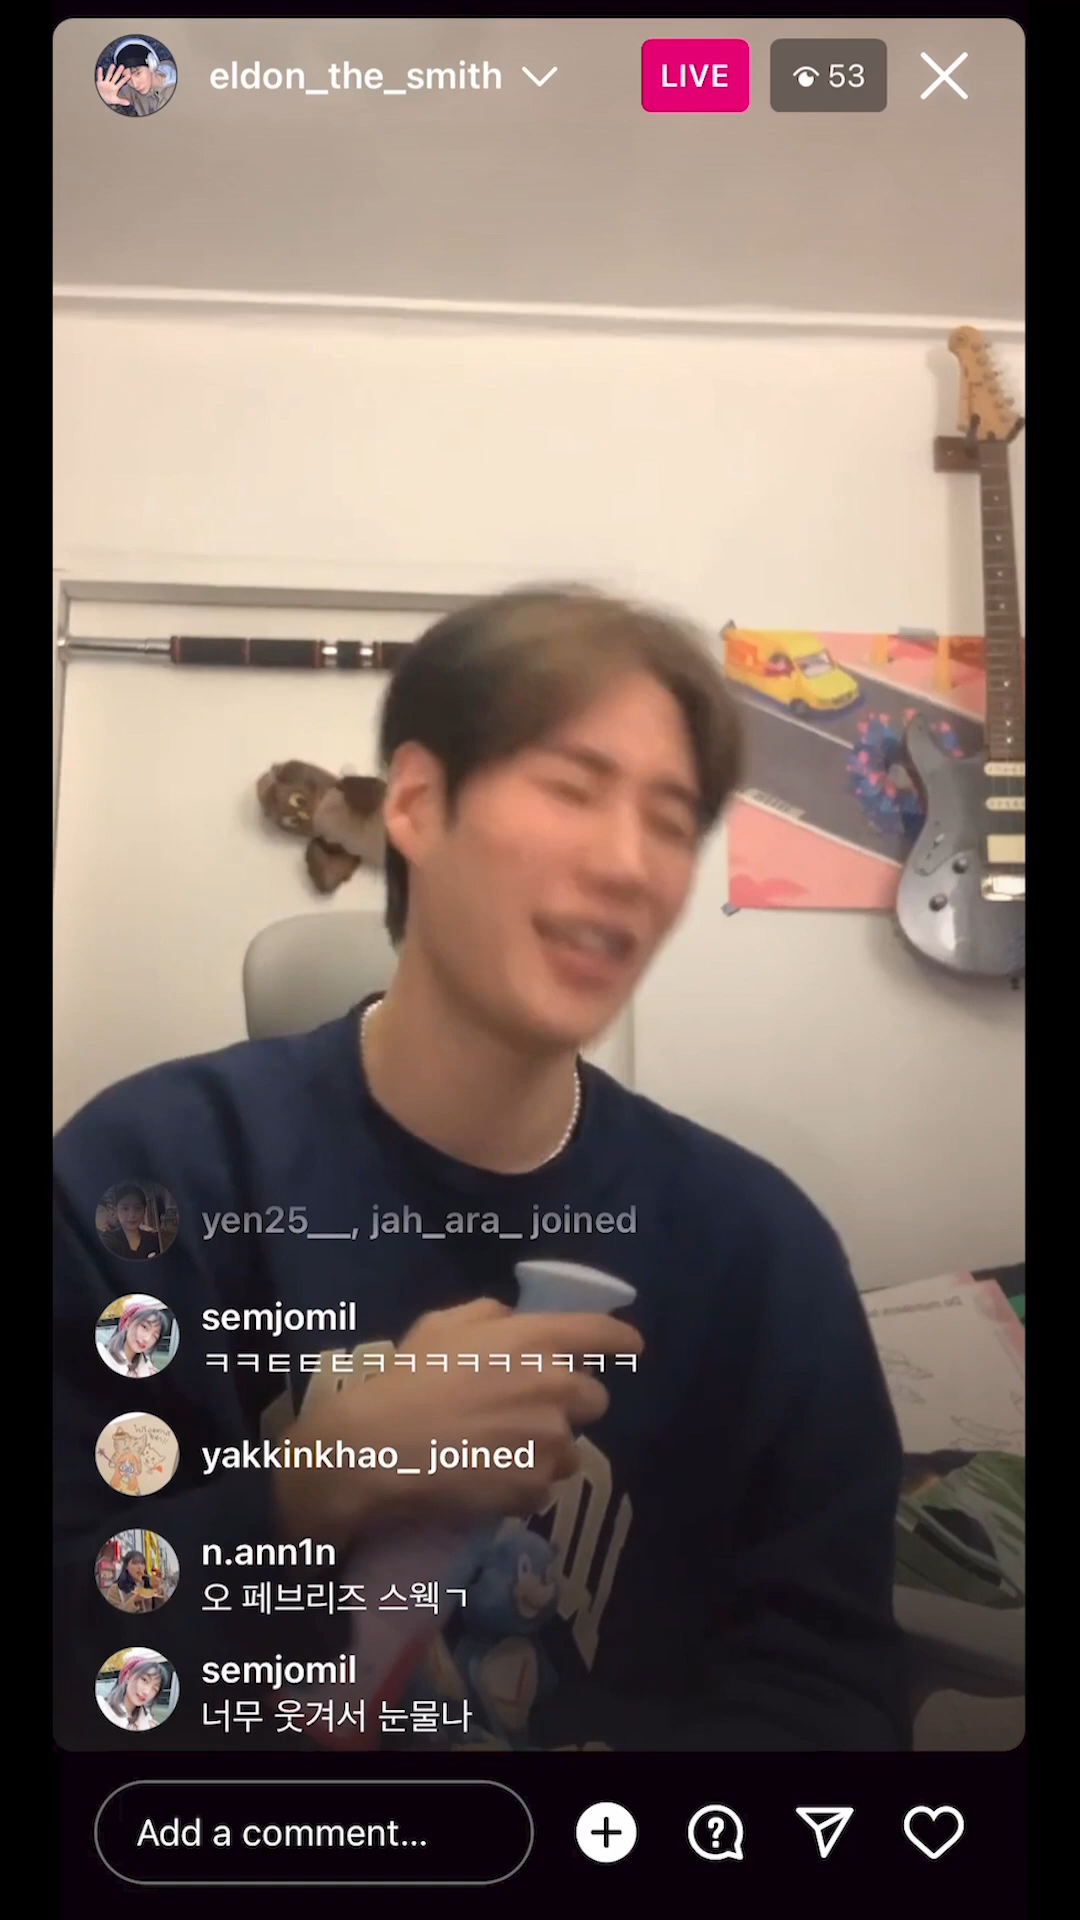 eldon_the_smith
LIVE
53
yen25__, jah_ara_ joined
semjomil
ㅋㅋㅌㅌㅌㅋㅋㅋㅋㅋㅋㅋㅋㅋ
yakkinkhao_ joined
n.ann1n
오 페브리즈 스웩ㄱ
semjomil
너무 웃겨서 눈물나
Add a comment...